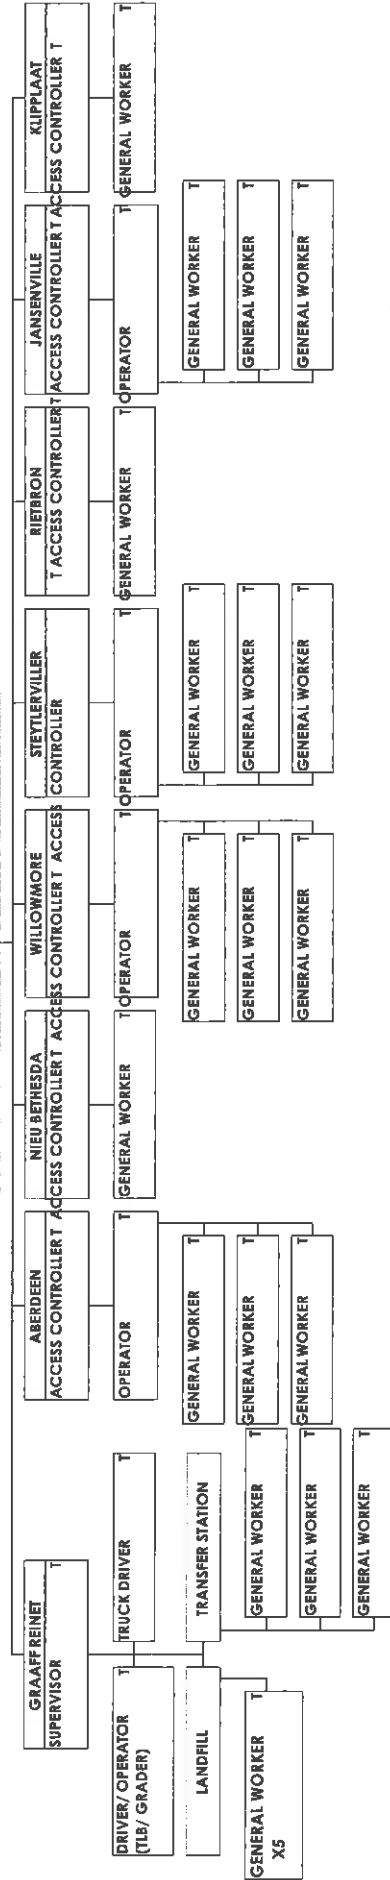 GRAAFF REINET
SUPERVISOR T
DRIVER/ OPERATOR T
(TLB/ GRADER)
TRUCK DRIVER T
LANDFILL
TRANSFER STATION
GENERAL WORKER T
X5
GENERAL WORKER T
GENERAL WORKER T
GENERAL WORKER T
ABERDEEN
ACCESS CONTROLLER T
OPERATOR T
GENERAL WORKER T
GENERAL WORKER T
GENERAL WORKER T
NIEU BETHESDA
ACCESS CONTROLLER T
GENERAL WORKER T
WILLOWMORE
ACCESS CONTROLLER T
OPERATOR T
GENERAL WORKER T
GENERAL WORKER T
GENERAL WORKER T
STEYTLERVILLER
ACCESS CONTROLLER
OPERATOR T
GENERAL WORKER T
GENERAL WORKER T
GENERAL WORKER T
RIETBRON
T ACCESS CONTROLLER T
GENERAL WORKER T
JANSENVILLE
ACCESS CONTROLLER T
OPERATOR T
GENERAL WORKER T
GENERAL WORKER T
GENERAL WORKER T
KLIPPLAAT
ACCESS CONTROLLER T
GENERAL WORKER T